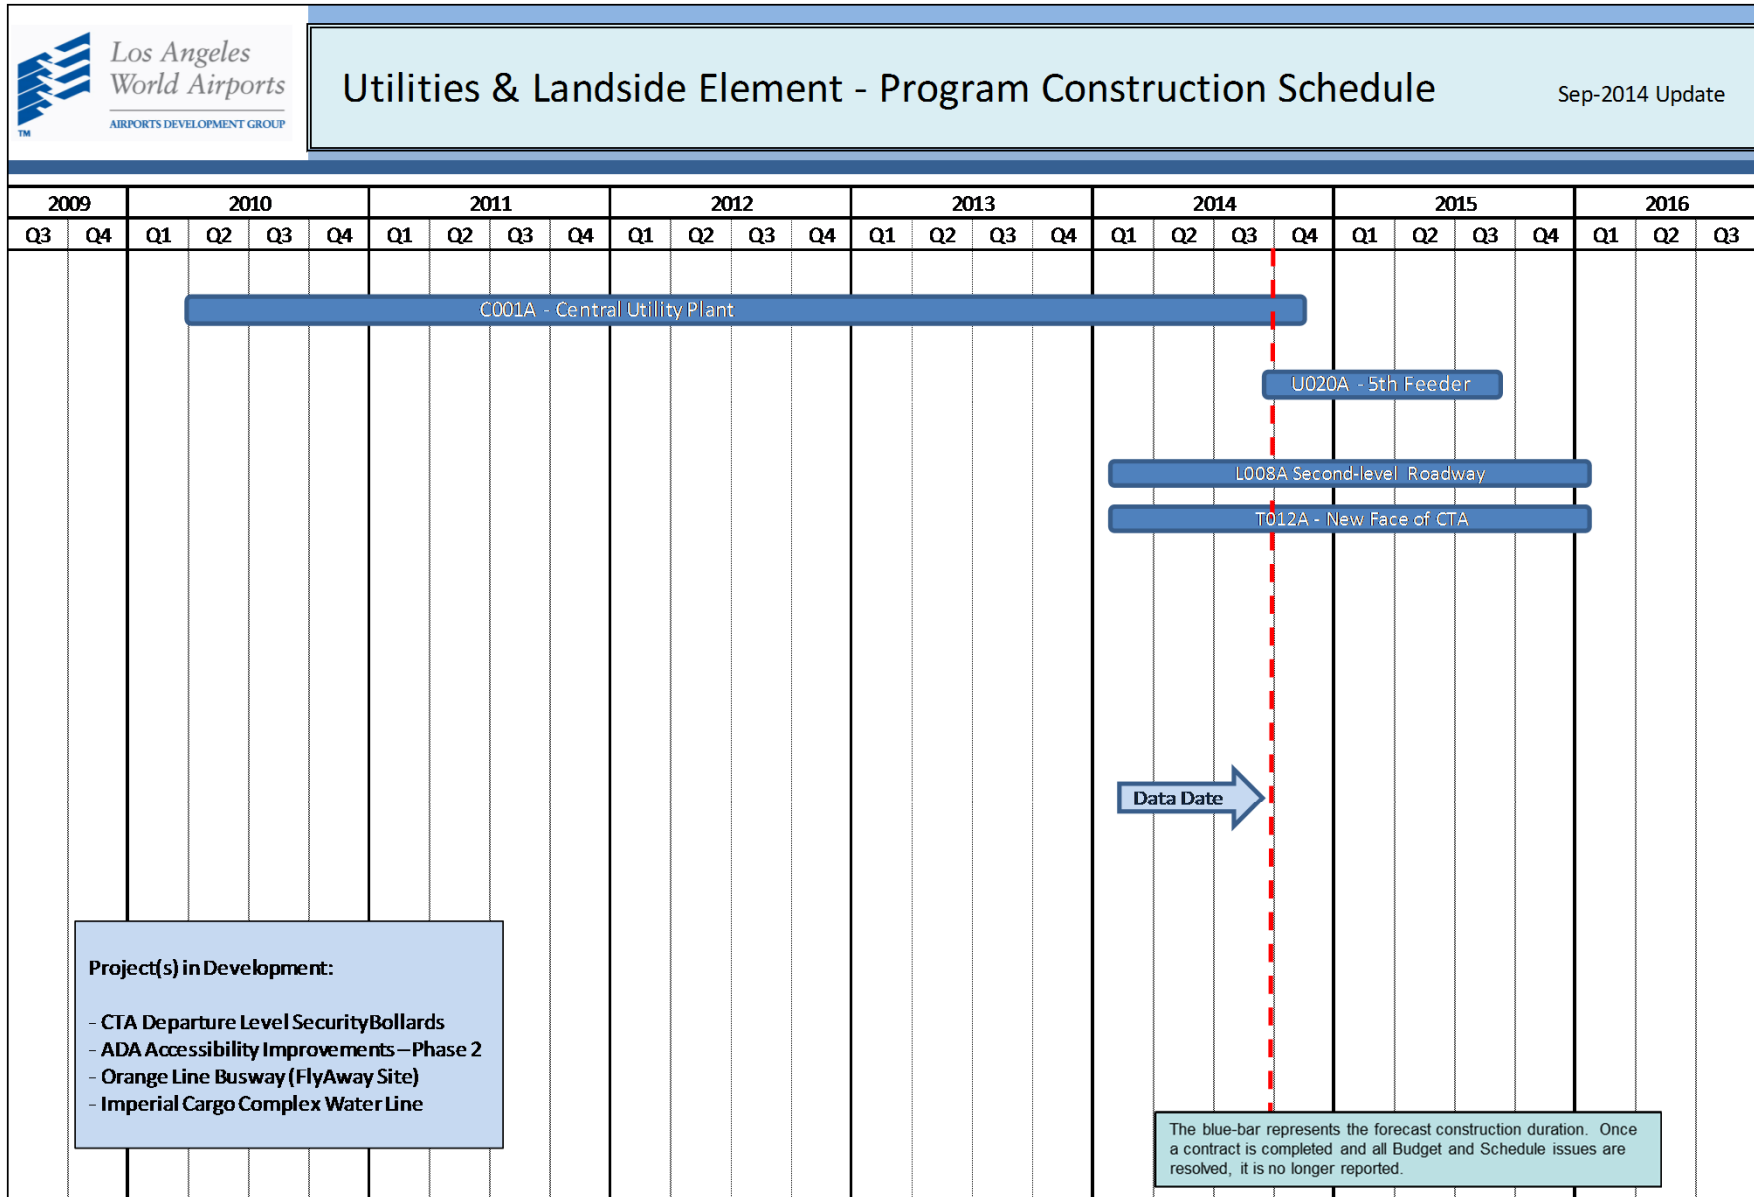 Los Angeles
World Airports
AIRPORTS DEVELOPMENT GROUP
TM
Utilities & Landside Element - Program Construction Schedule
Sep-2014 Update
2009 2010 2011 2012 2013 2014 2015 2016
Q3 Q4 Q1 Q2 Q3 Q4 Q1 Q2 Q3 Q4 Q1 Q2 Q3 Q4 Q1 Q2 Q3 Q4 Q1 Q2 Q3 Q4 Q1 Q2 Q3 Q4 Q1 Q2 Q3
C001A - Central Utility Plant
U020A - 5th Feeder
L008A Second-level Roadway
T012A - New Face of CTA
Data Date
Project(s) in Development:
- CTA Departure Level Security Bollards
- ADA Accessibility Improvements – Phase 2
- Orange Line Busway (FlyAway Site)
- Imperial Cargo Complex Water Line
The blue-bar represents the forecast construction duration. Once
a contract is completed and all Budget and Schedule issues are
resolved, it is no longer reported.